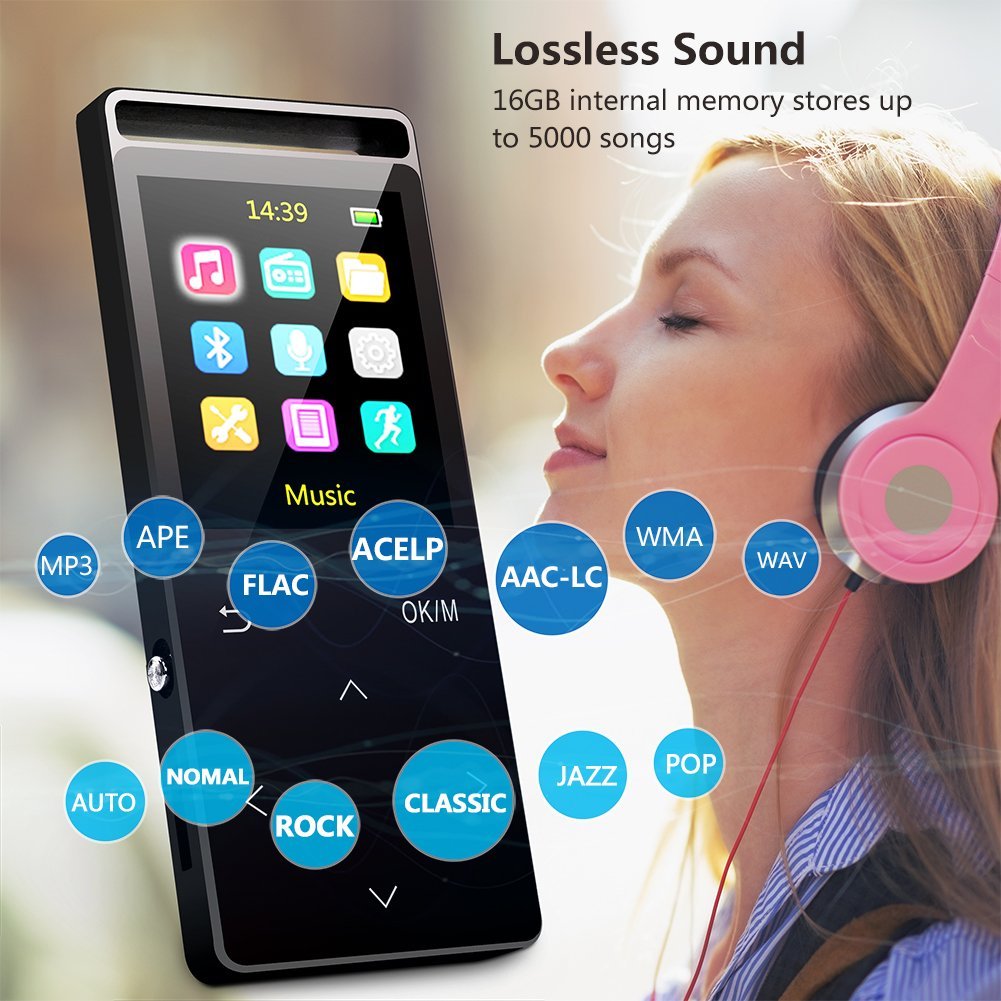 Lossless Sound
16GB internal memory stores up
to 5000 songs
14:39
Music
MP3
APE
FLAC
ACELP
AAC-LC
WMA
WAV
OK/M
AUTO
NOMAL
ROCK
CLASSIC
JAZZ
POP